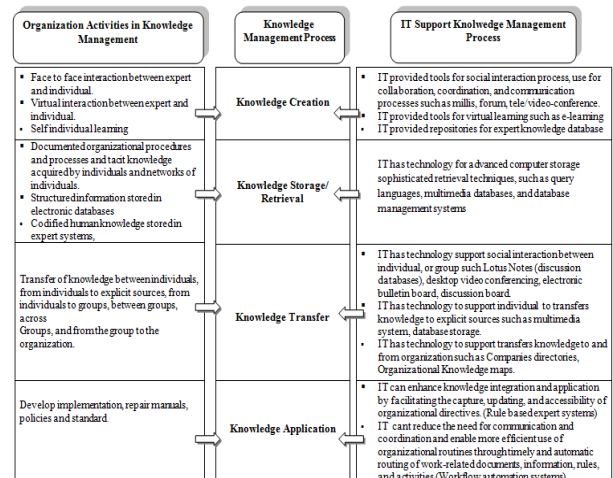 Organization Activities in Knowledge
Management
Knowledge
Management Process
IT Support Knolwedge Management
Process
▪ Face to face interaction between expert
and individual.
▪ Virtual interaction between expert and
individual.
• Self individual learning
Knowledge Creation
▪ IT provided tools for social interaction process, use for
collaboration, coordination, and communication
processes such as millis, forum, tele/video-conference.
▪ IT provided tools for virtual learning such as e-learning
▪ IT provided repositories for expert knowledge database
▪ Documented organizational procedures
and processes and tacit knowledge
acquired by individuals and networks of
individuals.
▪ Structured information stored in
electronic databases
• Codified human knowledge stored in
expert systems,
Knowledge Storage/
Retrieval
IT has technology for advanced computer storage
sophisticated retrieval techniques, such as query
languages, multimedia databases, and database
management systems
Transfer of knowledge between individuals,
from individuals to explicit sources, from
individuals to groups, between groups,
across
Groups, and from the group to the
organization.
Knowledge Transfer
▪ IT has technology support social interaction between
individual, or group such Lotus Notes (discussion
databases), desktop video conferencing, electronic
bulletin board, discussion board.
▪ IT has technology to support individual to transfers
knowledge to explicit sources such as multimedia
system, database storage.
• IT has technology to support transfers knowledge to and
from organization such as Companies directories,
Organizational Knowledge maps.
Develop implementation, repair manuals,
policies and standard.
Knowledge Application
▪ IT can enhance knowledge integration and application
by facilitating the capture, updating, and accessibility of
organizational directives. (Rule based expert systems)
▪ IT cant reduce the need for communication and
coordination and enable more efficient use of
organizational routines through timely and automatic
routing of work-related documents, information, rules,
and activities (Workflow automation systems)